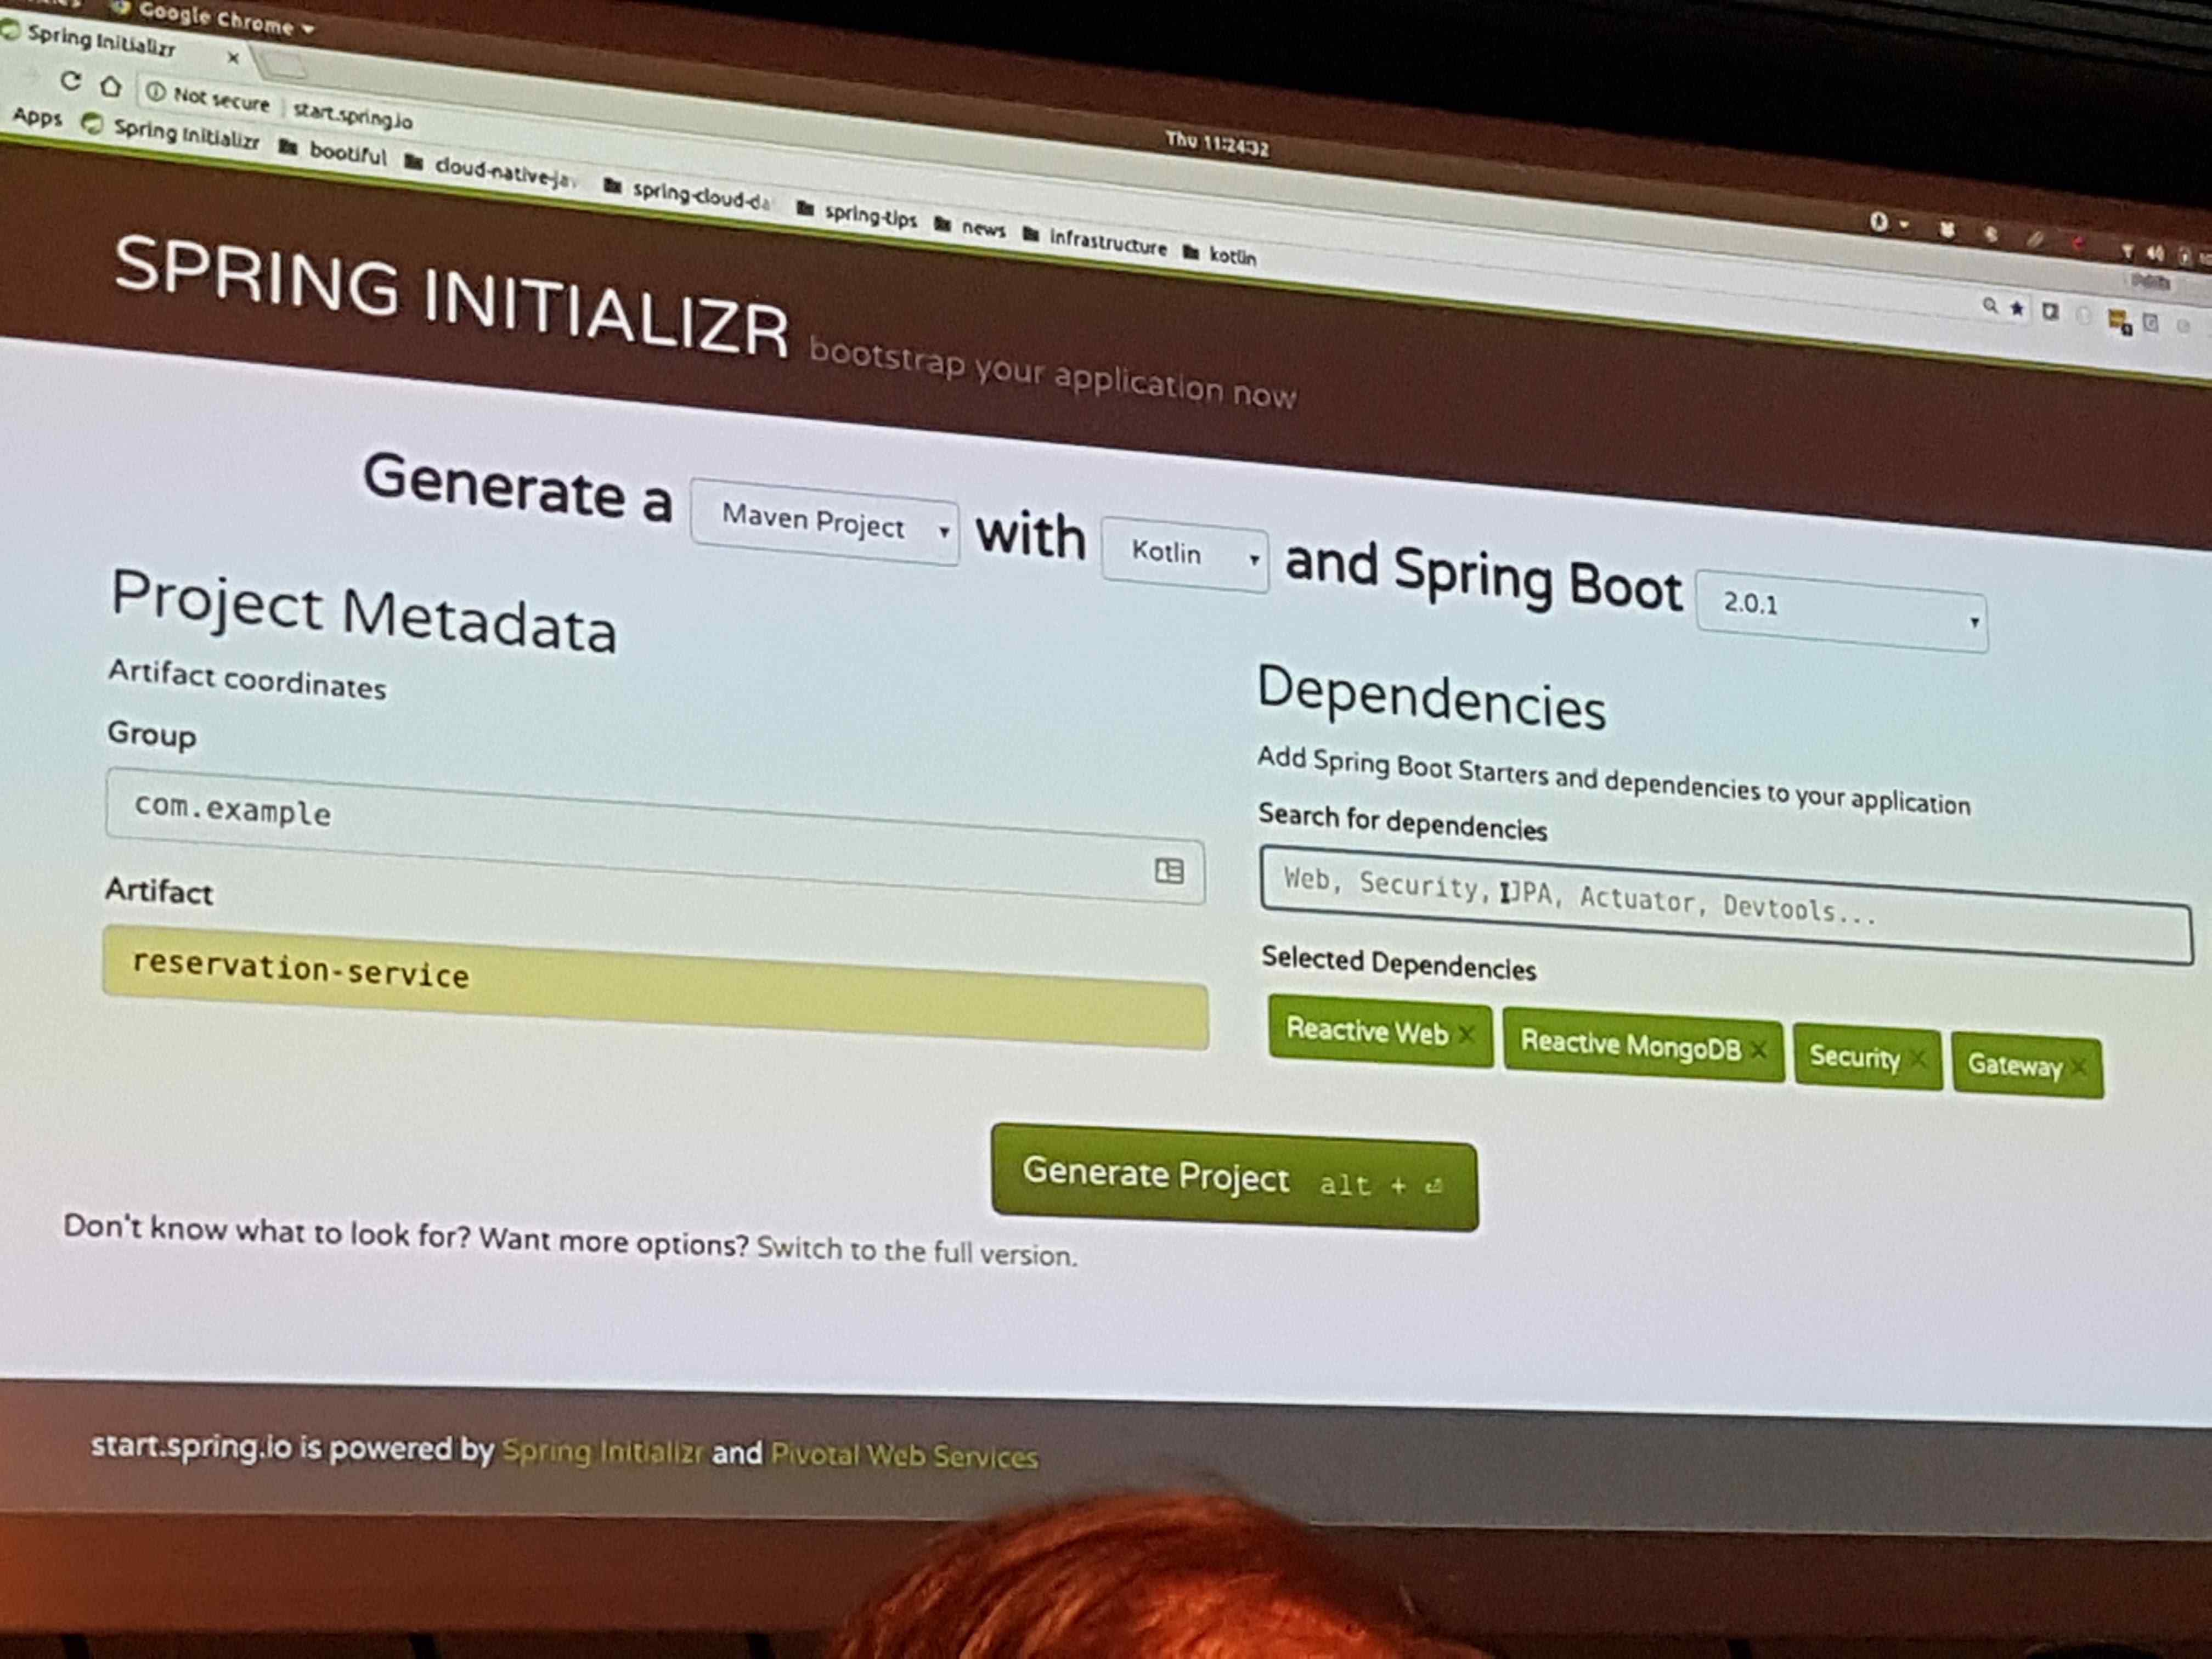 Google Chrome
Spring Initializr
Thu 11:24:32
Not secure start.spring.io
Apps Spring Initializr bootiful cloud-native-ja spring-cloud-da spring-tips news infrastructure kotlin
SPRING INITIALIZR bootstrap your application now
Generate a Maven Project with Kotlin and Spring Boot 2.0.1
Project Metadata
Artifact coordinates
Group
com.example
Artifact
reservation-service
Dependencies
Add Spring Boot Starters and dependencies to your application
Search for dependencies
Web, Security, JPA, Actuator, Devtools...
Selected Dependencies
Reactive Web × Reactive MongoDB × Security × Gateway ×
Generate Project alt + ⏎
Don't know what to look for? Want more options? Switch to the full version.
start.spring.io is powered by Spring Initializr and Pivotal Web Services